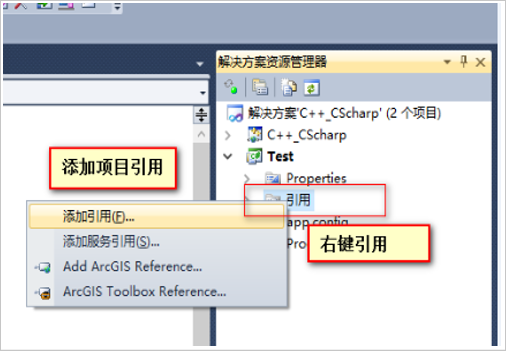 解决方案资源管理器
解决方案'C++_CScharp' (2 个项目)
C++_CScharp
Test
Properties
引用
app.config
Pro
添加项目引用
右键引用
添加引用(F)...
添加服务引用(S)...
Add ArcGIS Reference...
ArcGIS Toolbox Reference...